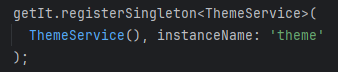 getIt.registerSingleton<ThemeService>(
  ThemeService(), instanceName: 'theme'
);